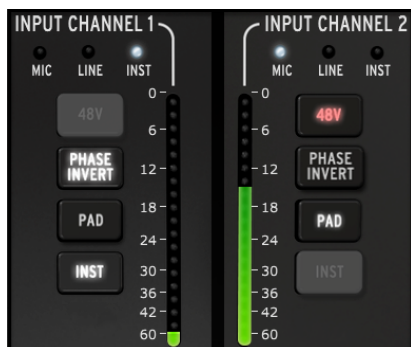 INPUT CHANNEL 1
MIC LINE INST
48V
PHASE
INVERT
PAD
INST
0
6
12
18
24
30
36
42
60
INPUT CHANNEL 2
MIC LINE INST
0
6
12
18
24
30
36
42
60
48V
PHASE
INVERT
PAD
INST